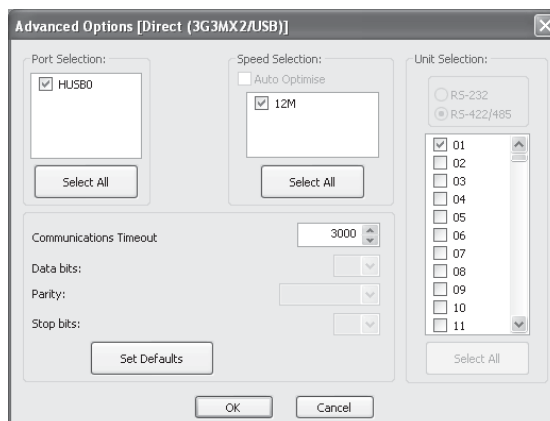 Advanced Options [Direct (3G3MX2/USB)]
Port Selection:
HUSB0
Select All
Speed Selection:
Auto Optimise
12M
Select All
Unit Selection:
RS-232
RS-422/485
01
02
03
04
05
06
07
08
09
10
11
Select All
Communications Timeout
3000
Data bits:
Parity:
Stop bits:
Set Defaults
OK
Cancel